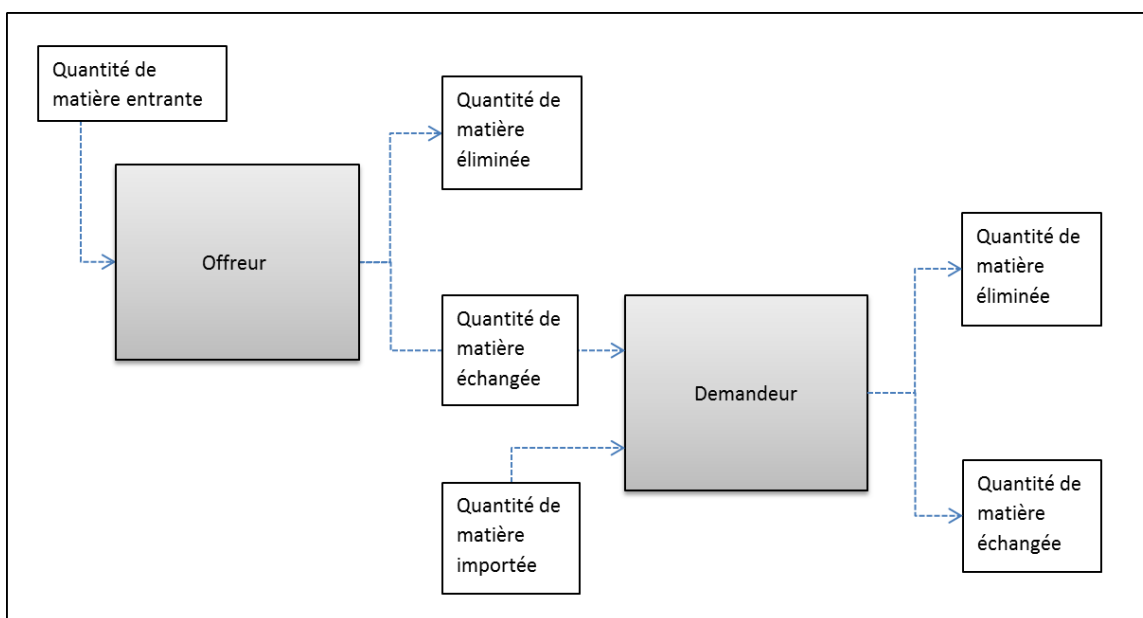 Quantité de
matière entrante
Quantité de
matière
éliminée
Offreur
Quantité de
matière
échangée
Quantité de
matière
importée
Demandeur
Quantité de
matière
éliminée
Quantité de
matière
échangée